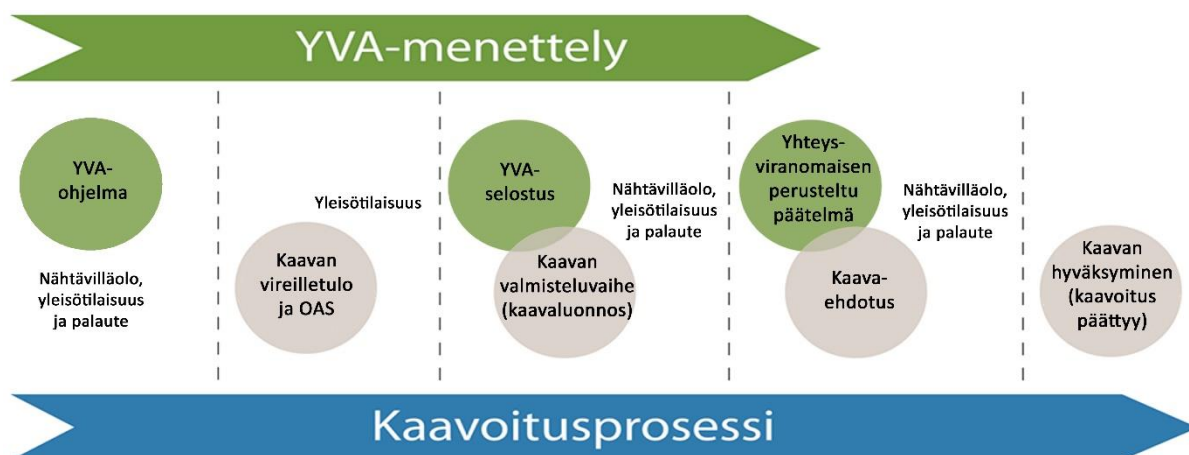 YVA-menettely
YVA-
ohjelma
Nähtävilläolo,
yleisötilaisuus
ja palaute
Yleisötilaisuus
Kaavan
vireilletulo
ja OAS
YVA-
selostus
Nähtävilläolo,
yleisötilaisuus
ja palaute
Kaavan
valmisteluvaihe
(kaavaluonnos)
Yhteys-
viranomaisen
perusteltu
päätelmä
Nähtävilläolo,
yleisötilaisuus
ja palaute
Kaava-
ehdotus
Kaavan
hyväksyminen
(kaavoitus
päättyy)
Kaavoitusprosessi